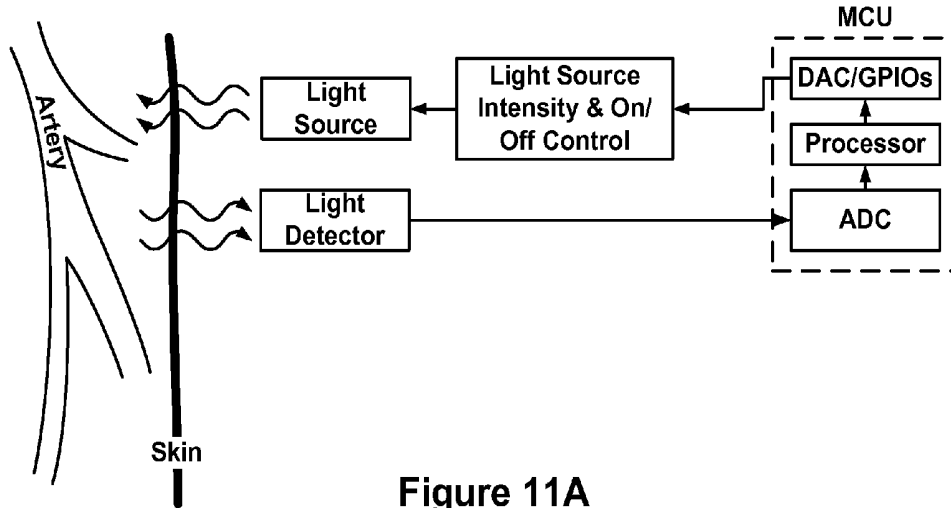 MCU
Artery
Light
Source
Light Source
Intensity & On/
Off Control
DAC/GPIOs
Processor
Light
Detector
ADC
Skin
Figure 11A